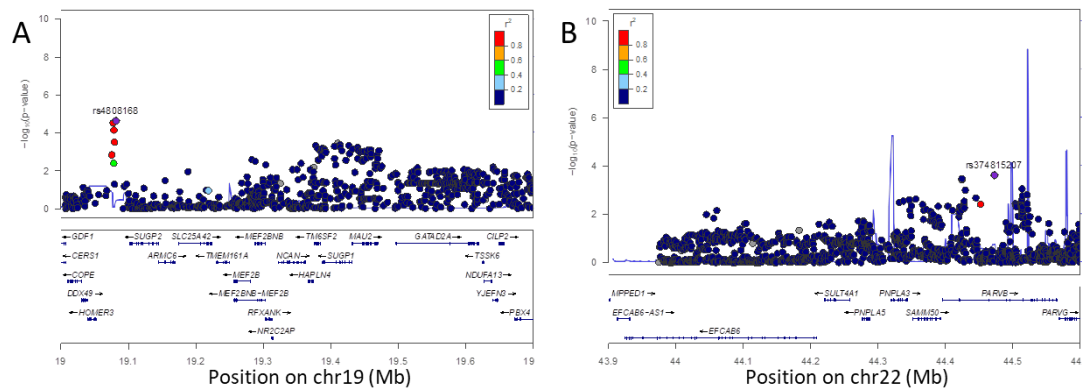 A
B
10
8
6
4
2
0
−log₁₀(p-value)
r²
0.8
0.6
0.4
0.2
rs4808168
←GDF1
←SUGP2
SLC25A42→
←MEF2BNB
←TM6SF2
MAU2→
GATAD2A→
CILP2→
←CERS1
ARMC6→
←TMEM161A
NCAN→
←SUGP1
←TSSK6
←COPE
←MEF2B
←HAPLN4
NDUFA13→
DDX49→
←MEF2BNB−MEF2B
YJEFN3→
←HOMER3
RFXANK→
←PBX4
←NR2C2AP
19
19.1
19.2
19.3
19.4
19.5
19.6
Position on chr19 (Mb)
10
8
6
4
2
0
−log₁₀(p-value)
r²
0.8
0.6
0.4
0.2
rs374815207
←MPPED1
←SULT4A1
PNPLA3→
PARVB→
EFCAB6−AS1→
←PNPLA5
SAMM50→
PARVG→
←EFCAB6
43.9
44
44.1
44.2
44.3
44.4
44.5
Position on chr22 (Mb)